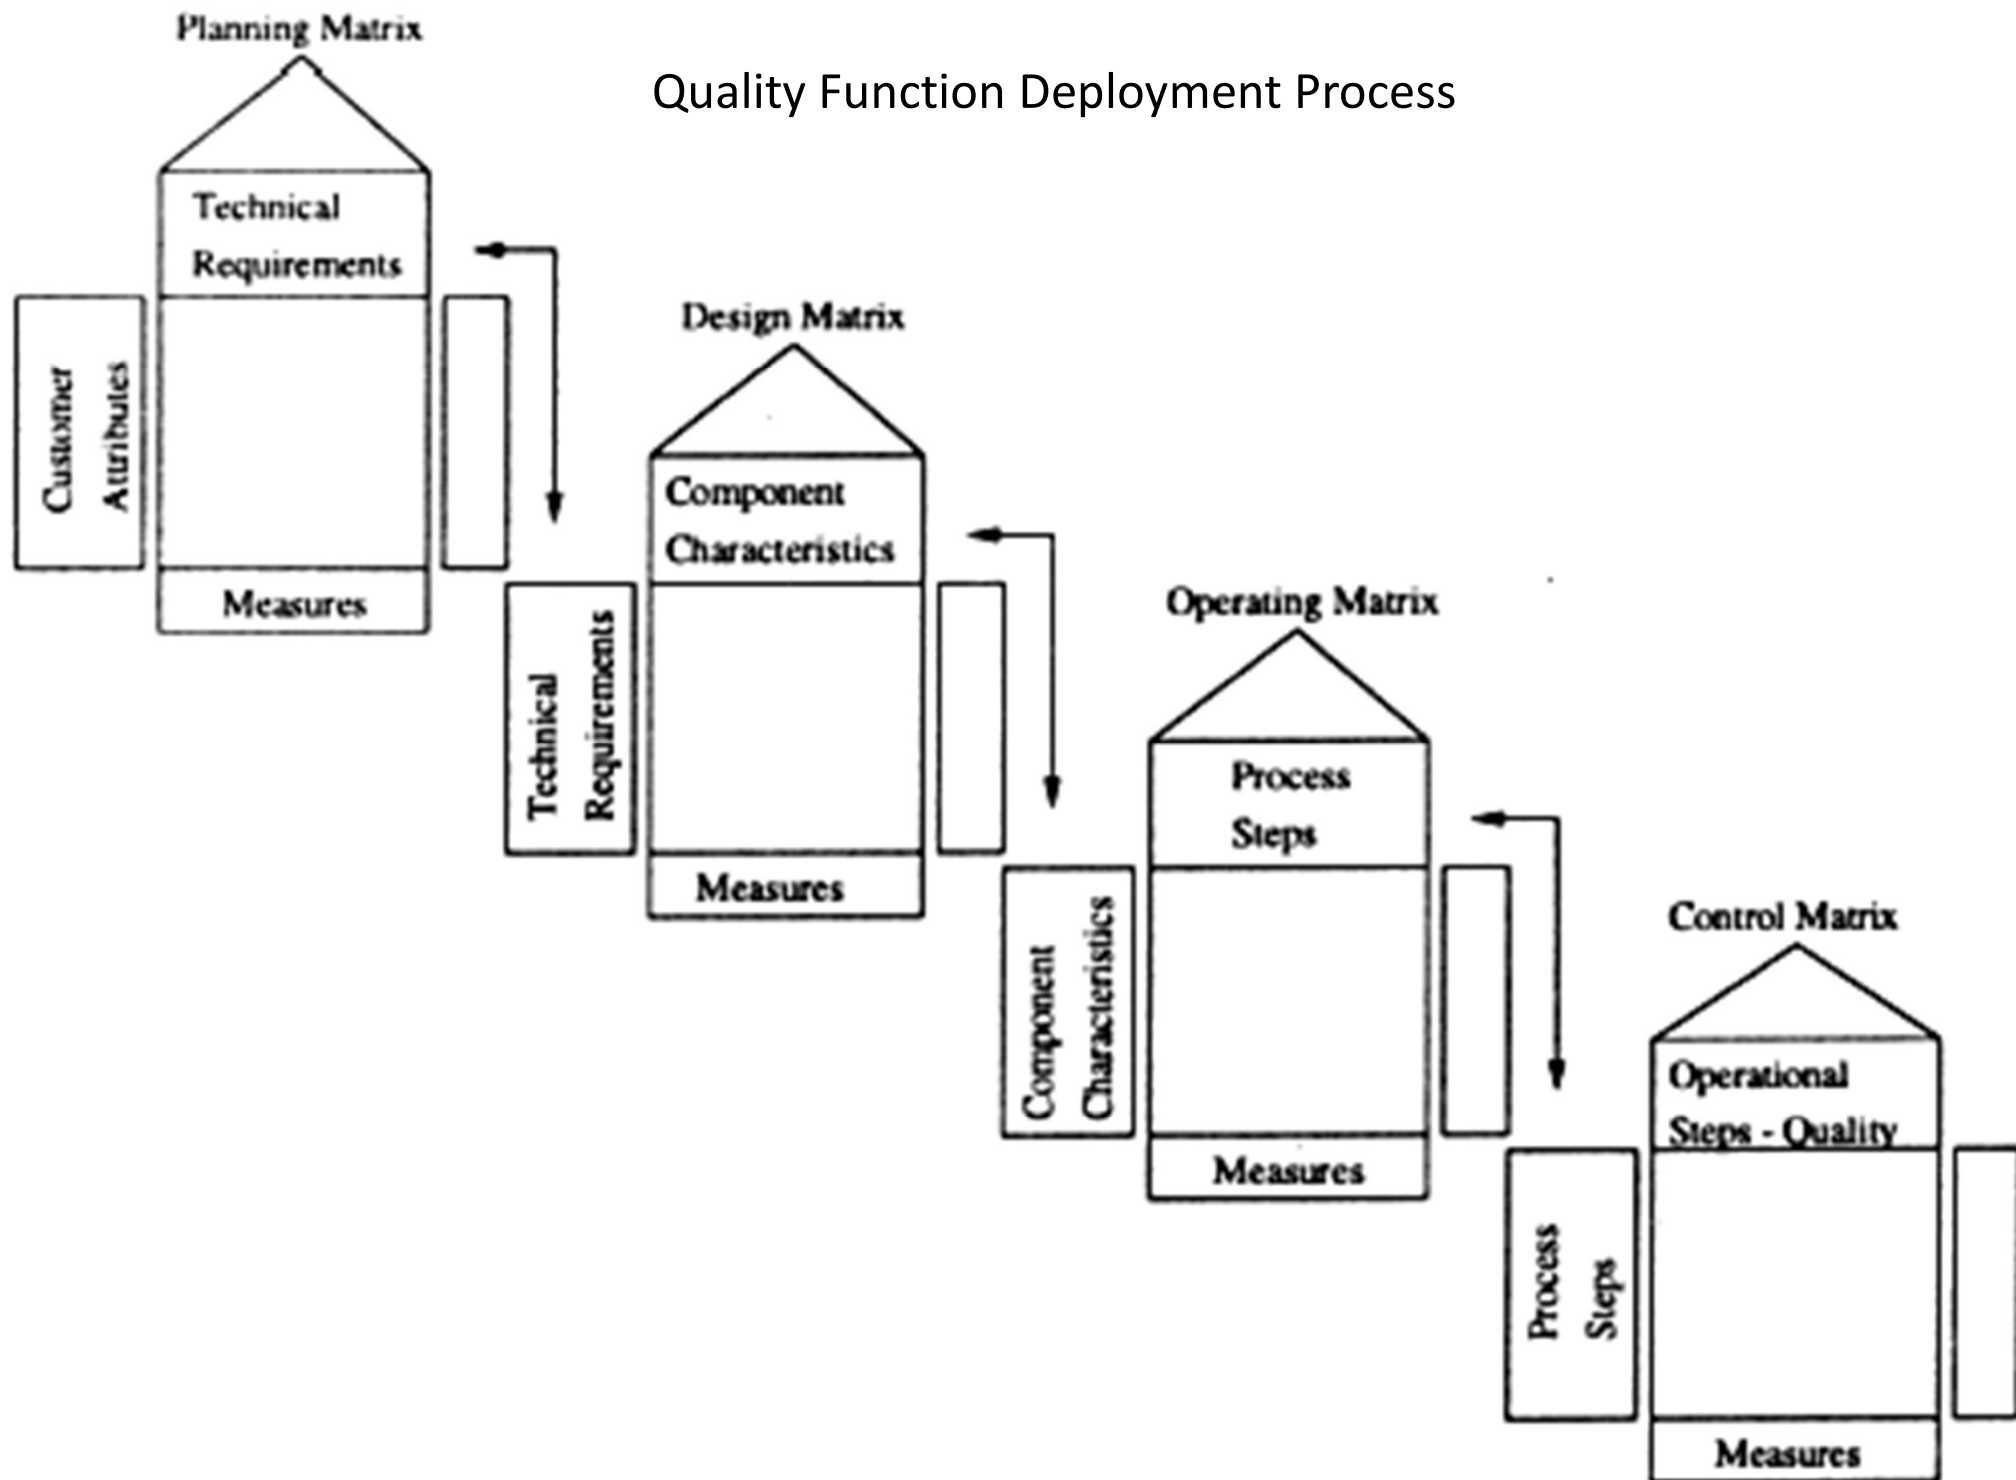 Planning Matrix
Quality Function Deployment Process
Technical
Requirements
Customer
Attributes
Measures
Design Matrix
Component
Characteristics
Technical
Requirements
Measures
Operating Matrix
Process
Steps
Component
Characteristics
Measures
Control Matrix
Operational
Steps - Quality
Process
Steps
Measures